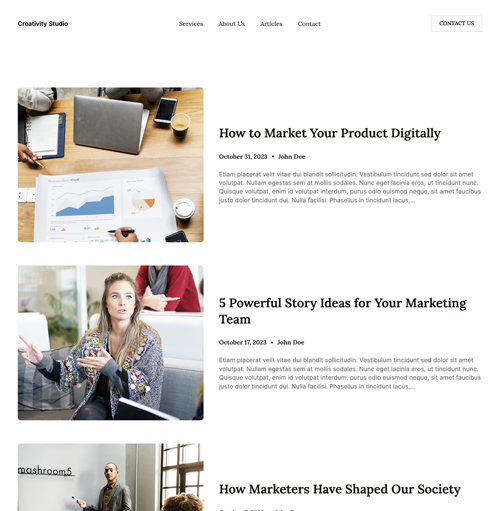 Creativity Studio
Services About Us Articles Contact
CONTACT US
How to Market Your Product Digitally
October 31, 2023 • John Doe
Etiam placerat velit vitae dui blandit sollicitudin. Vestibulum tincidunt sed dolor sit amet
volutpat. Nullam egestas sem at mollis sodales. Nunc eget lacinia eros, ut tincidunt nunc.
Quisque volutpat, enim id volutpat interdum, purus odio euismod neque, sit amet faucibus
justo tincidunt dolor. Nulla facilisi. Phasellus in tincidunt lacus,...
5 Powerful Story Ideas for Your Marketing
Team
October 17, 2023 • John Doe
Etiam placerat velit vitae dui blandit sollicitudin. Vestibulum tincidunt sed dolor sit amet
volutpat. Nullam egestas sem at mollis sodales. Nunc eget lacinia eros, ut tincidunt nunc.
Quisque volutpat, enim id volutpat interdum, purus odio euismod neque, sit amet faucibus
justo tincidunt dolor. Nulla facilisi. Phasellus in tincidunt lacus,...
mashroom5
How Marketers Have Shaped Our Society